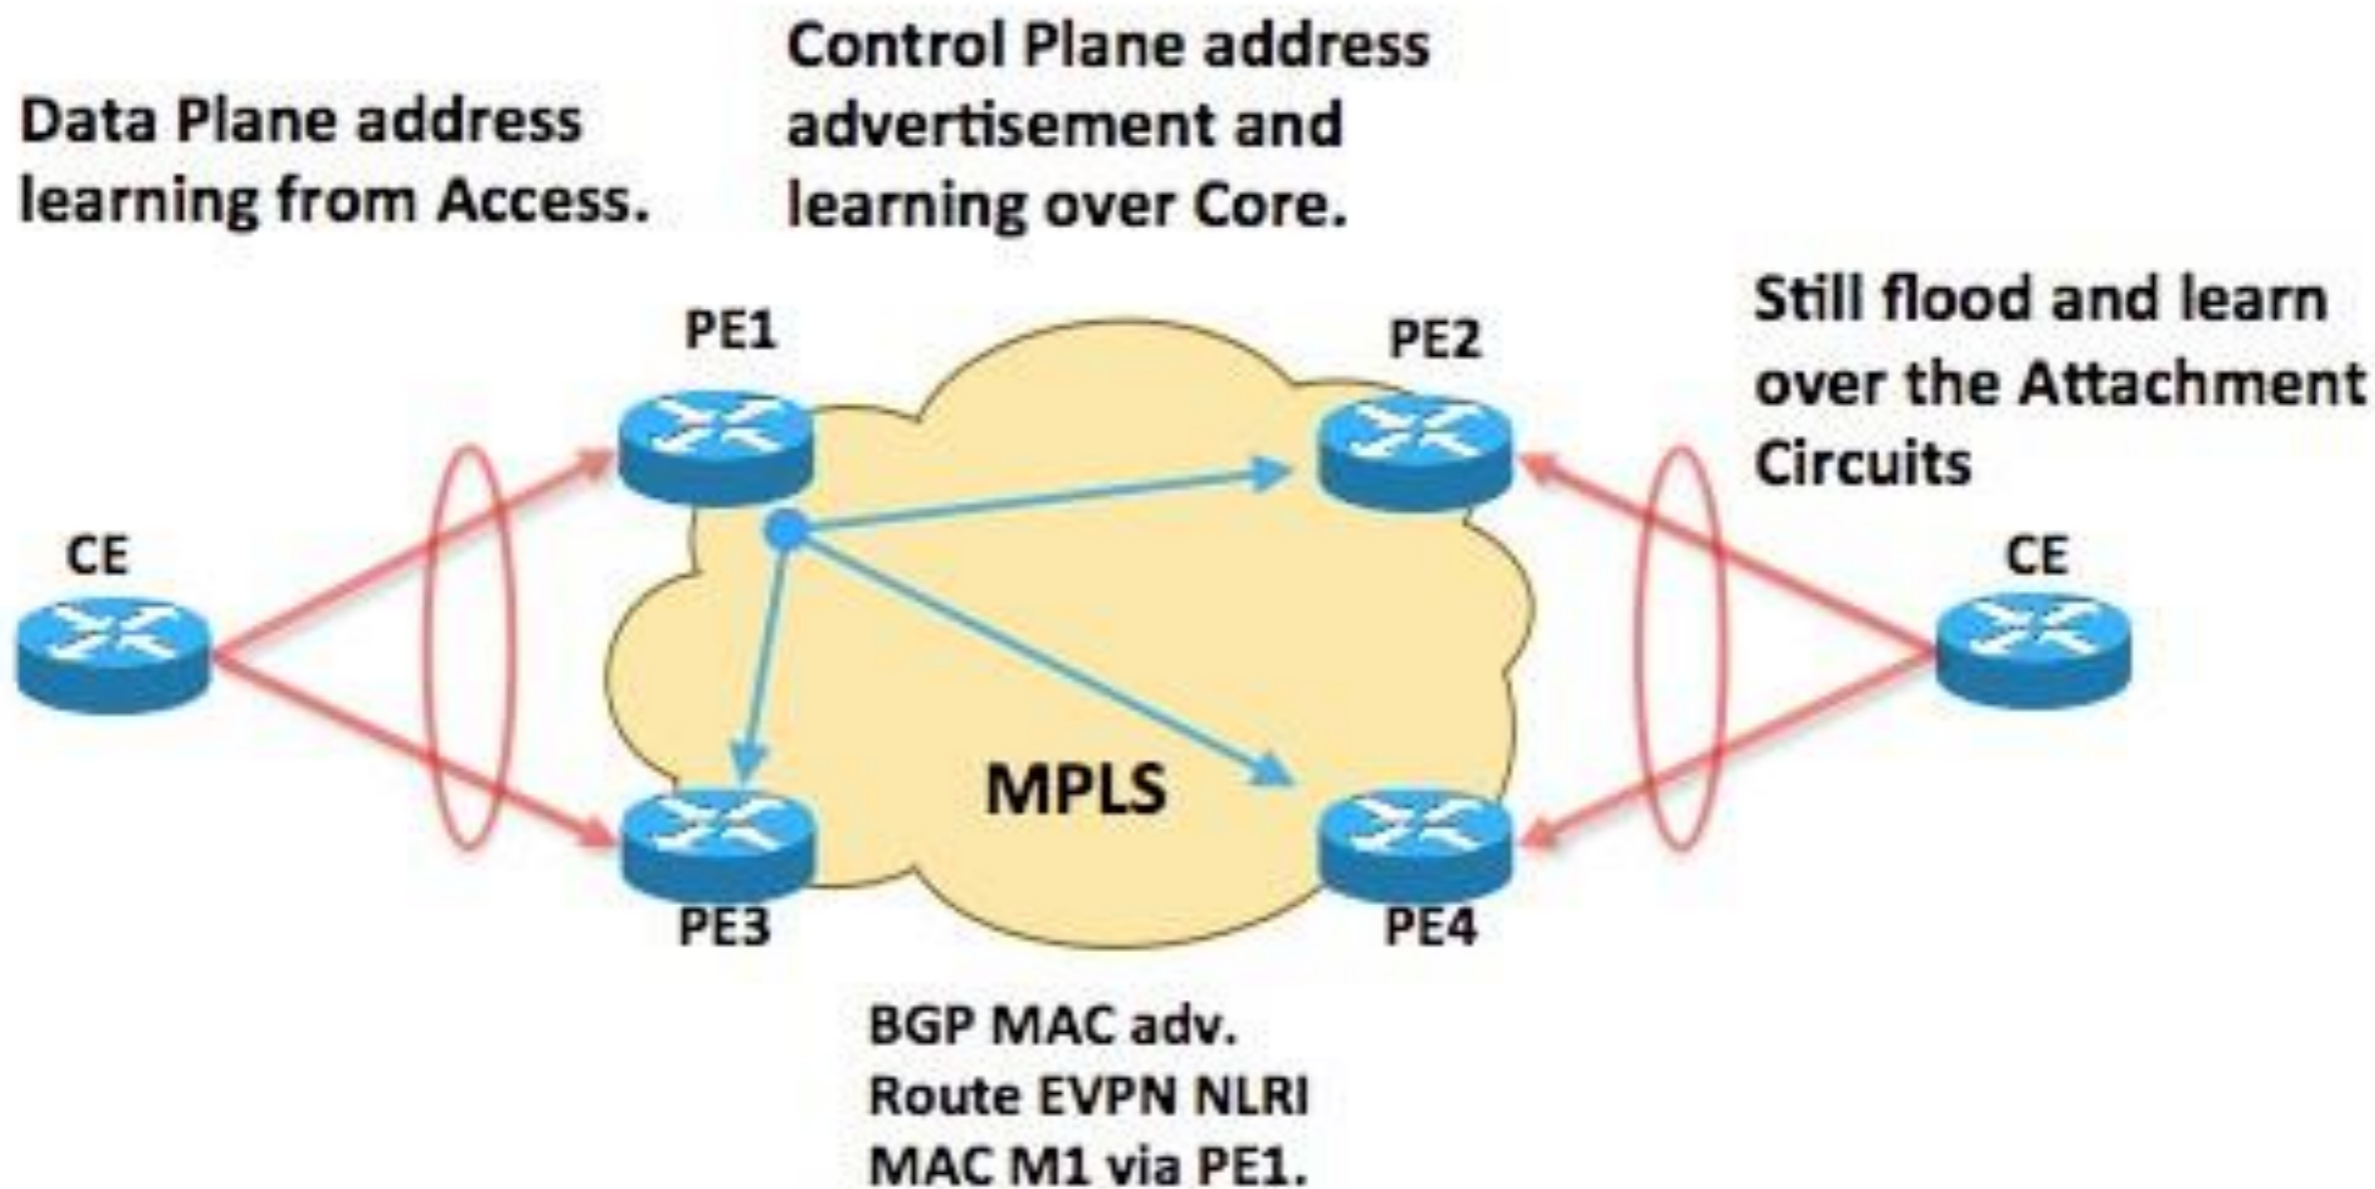 Control Plane address
advertisement and
learning over Core.
Data Plane address
learning from Access.
Still flood and learn
over the Attachment
Circuits
PE1
PE2
CE
CE
MPLS
PE3
PE4
BGP MAC adv.
Route EVPN NLRI
MAC M1 via PE1.